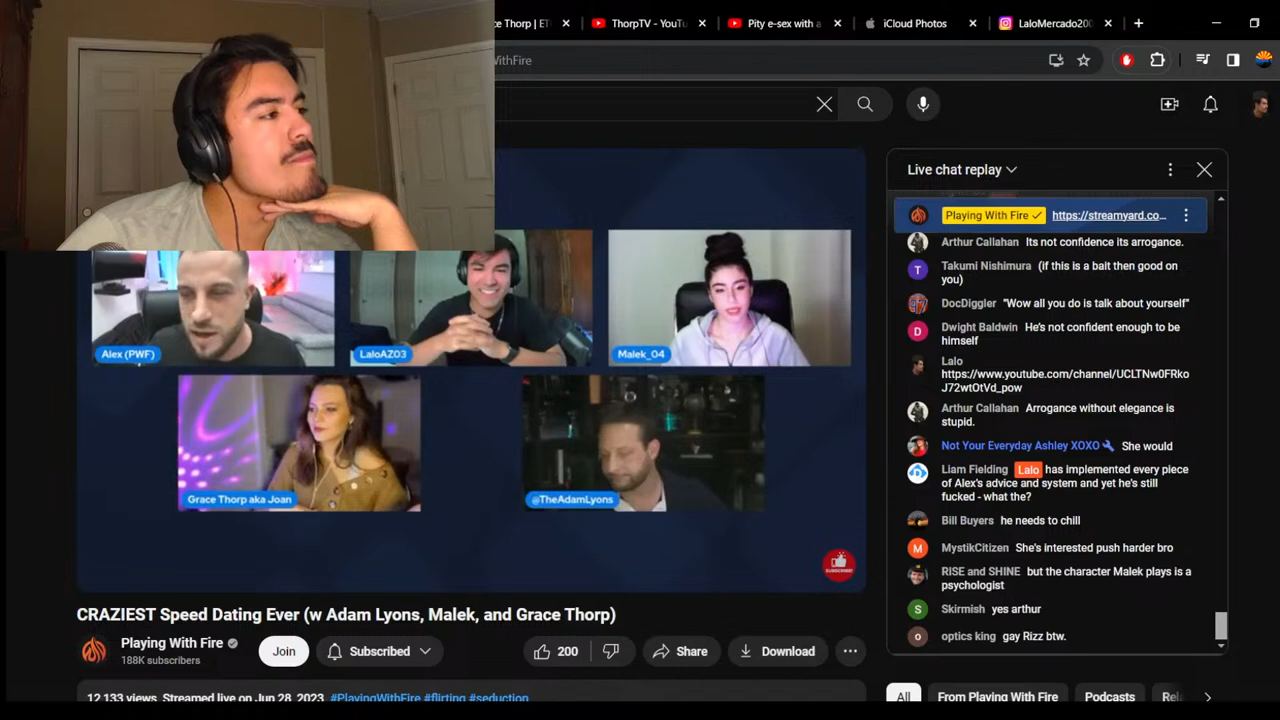 ce Thorp | ET
ThorpTV - YouTu
Pity e-sex with a
iCloud Photos
LaloMercado200
WithFire
Live chat replay
Playing With Fire https://streamyard.co...
Arthur Callahan Its not confidence its arrogance.
Takumi Nishimura (if this is a bait then good on
you)
DocDiggler "Wow all you do is talk about yourself"
Dwight Baldwin He's not confident enough to
be
himself
Lalo
https://www.youtube.com/channel/UCLTNw0FRko
J72wtOtVd_pow
Arthur Callahan Arrogance without elegance is
stupid.
Not Your Everyday Ashley XOXO She would
Liam Fielding Lalo has implemented every piece
of Alex's advice and system and yet he's still
fucked - what the?
Bill Buyers he needs to chill
MystikCitizen She's interested push harder bro
RISE and SHINE but the character Malek plays is a
psychologist
Skirmish yes arthur
optics king gay Rizz btw.
Alex (PWF)
LaloAZ03
Malek_04
Grace Thorp aka Joan
@TheAdamLyons
SUBSCRIBE
CRAZIEST Speed Dating Ever (w Adam Lyons, Malek, and Grace Thorp)
Playing With Fire
188K subscribers
Join
Subscribed
200
Share
Download
12,133 views Streamed live on Jun 28, 2023 #PlayingWithFire #flirting #seduction
All
From Playing With Fire
Podcasts
Rel